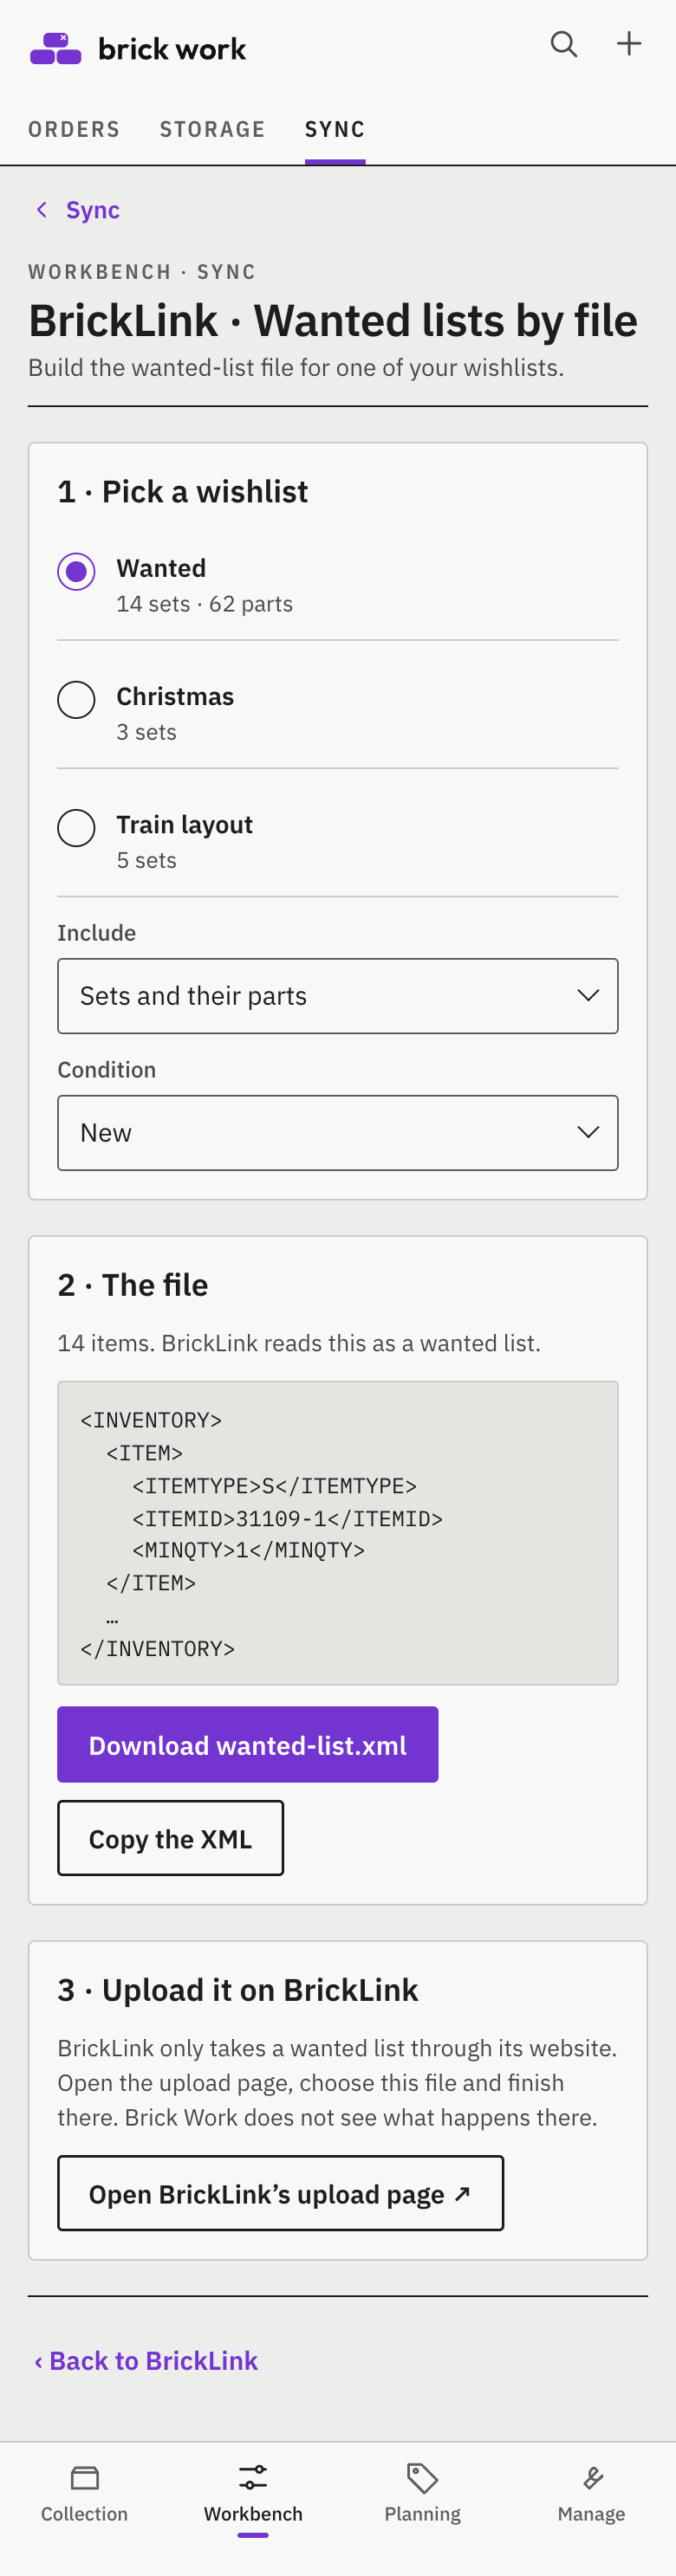 brick work
ORDERS STORAGE SYNC
Sync
WORKBENCH · SYNC
BrickLink · Wanted lists by file
Build the wanted-list file for one of your wishlists.
1 · Pick a wishlist
Wanted
14 sets · 62 parts
Christmas
3 sets
Train layout
5 sets
Include
Sets and their parts
Condition
New
2 · The file
14 items. BrickLink reads this as a wanted list.
<INVENTORY>
  <ITEM>
    <ITEMTYPE>S</ITEMTYPE>
    <ITEMID>31109-1</ITEMID>
    <MINQTY>1</MINQTY>
  </ITEM>
  …
</INVENTORY>
Download wanted-list.xml
Copy the XML
3 · Upload it on BrickLink
BrickLink only takes a wanted list through its website.
Open the upload page, choose this file and finish
there. Brick Work does not see what happens there.
Open BrickLink’s upload page ↗
‹ Back to BrickLink
Collection Workbench Planning Manage